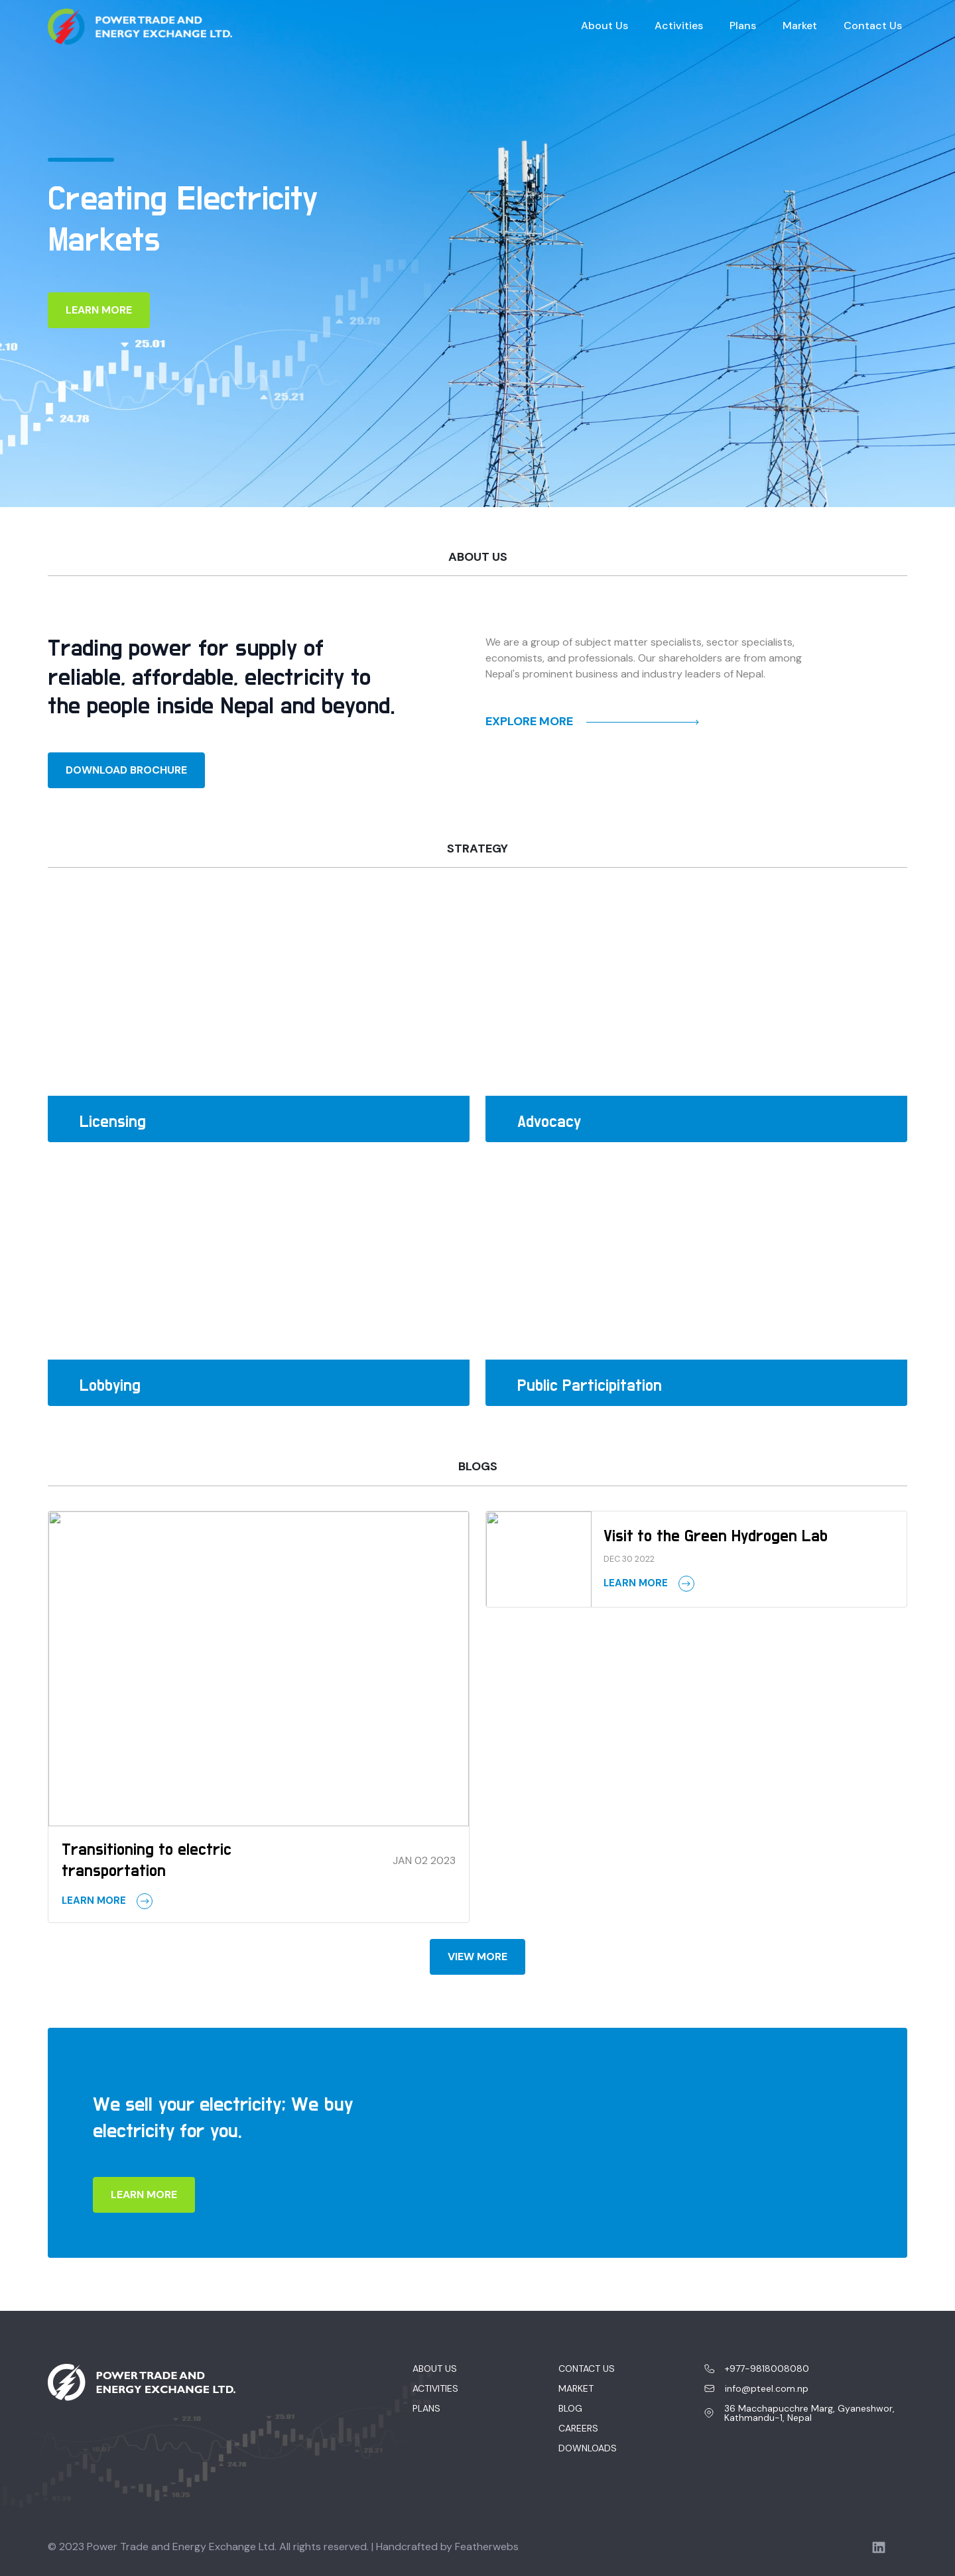 POWER TRADE AND
ENERGY EXCHANGE LTD.
About Us
Activities
Plans
Market
Contact Us
Creating Electricity
Markets
LEARN MORE
29.79
25.01
25.21
24.78
ABOUT US
Trading power for supply of
reliable, affordable, electricity to
the people inside Nepal and beyond.
We are a group of subject matter specialists, sector specialists,
economists, and professionals. Our shareholders are from among
Nepal's prominent business and industry leaders of Nepal.
EXPLORE MORE
DOWNLOAD BROCHURE
STRATEGY
Licensing
Advocacy
Lobbying
Public Participitation
BLOGS
Visit to the Green Hydrogen Lab
DEC 30 2022
LEARN MORE
Transitioning to electric
transportation
JAN 02 2023
LEARN MORE
VIEW MORE
We sell your electricity; We buy
electricity for you.
LEARN MORE
POWER TRADE AND
ENERGY EXCHANGE LTD.
ABOUT US
ACTIVITIES
PLANS
CONTACT US
MARKET
BLOG
CAREERS
DOWNLOADS
+977-9818008080
info@pteel.com.np
36 Macchapucchre Marg, Gyaneshwor,
Kathmandu-1, Nepal
© 2023 Power Trade and Energy Exchange Ltd. All rights reserved. | Handcrafted by Featherwebs